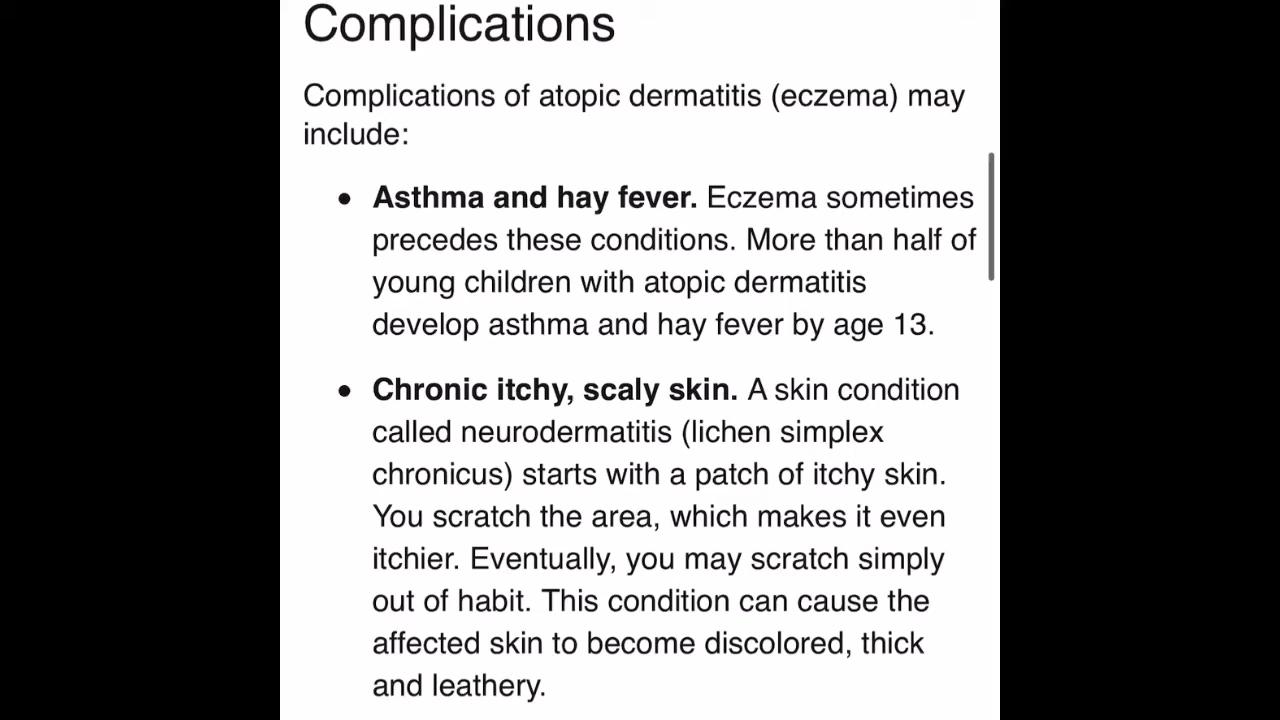 Complications
Complications of atopic dermatitis (eczema) may
include:
• Asthma and hay fever. Eczema sometimes
precedes these conditions. More than half of
young children with atopic dermatitis
develop asthma and hay fever by age 13.
• Chronic itchy, scaly skin. A skin condition
called neurodermatitis (lichen simplex
chronicus) starts with a patch of itchy skin.
You scratch the area, which makes it even
itchier. Eventually, you may scratch simply
out of habit. This condition can cause the
affected skin to become discolored, thick
and leathery.